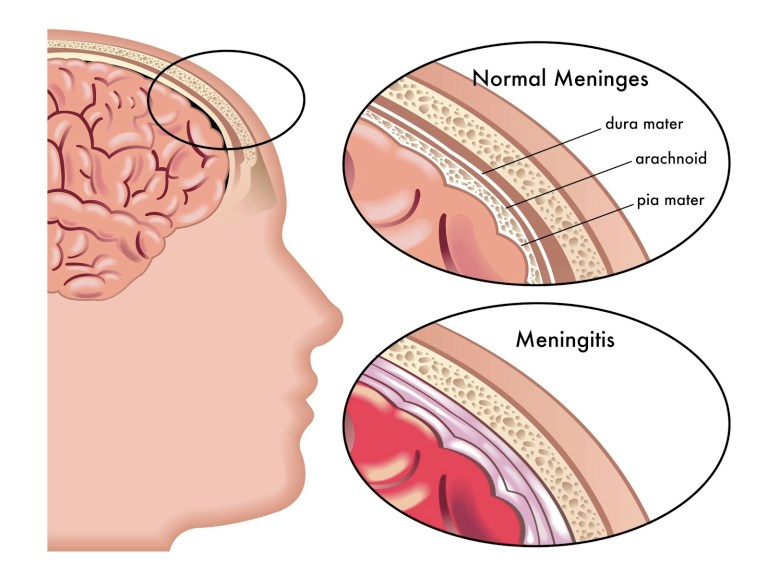 Normal Meninges
dura mater
arachnoid
pia mater
Meningitis